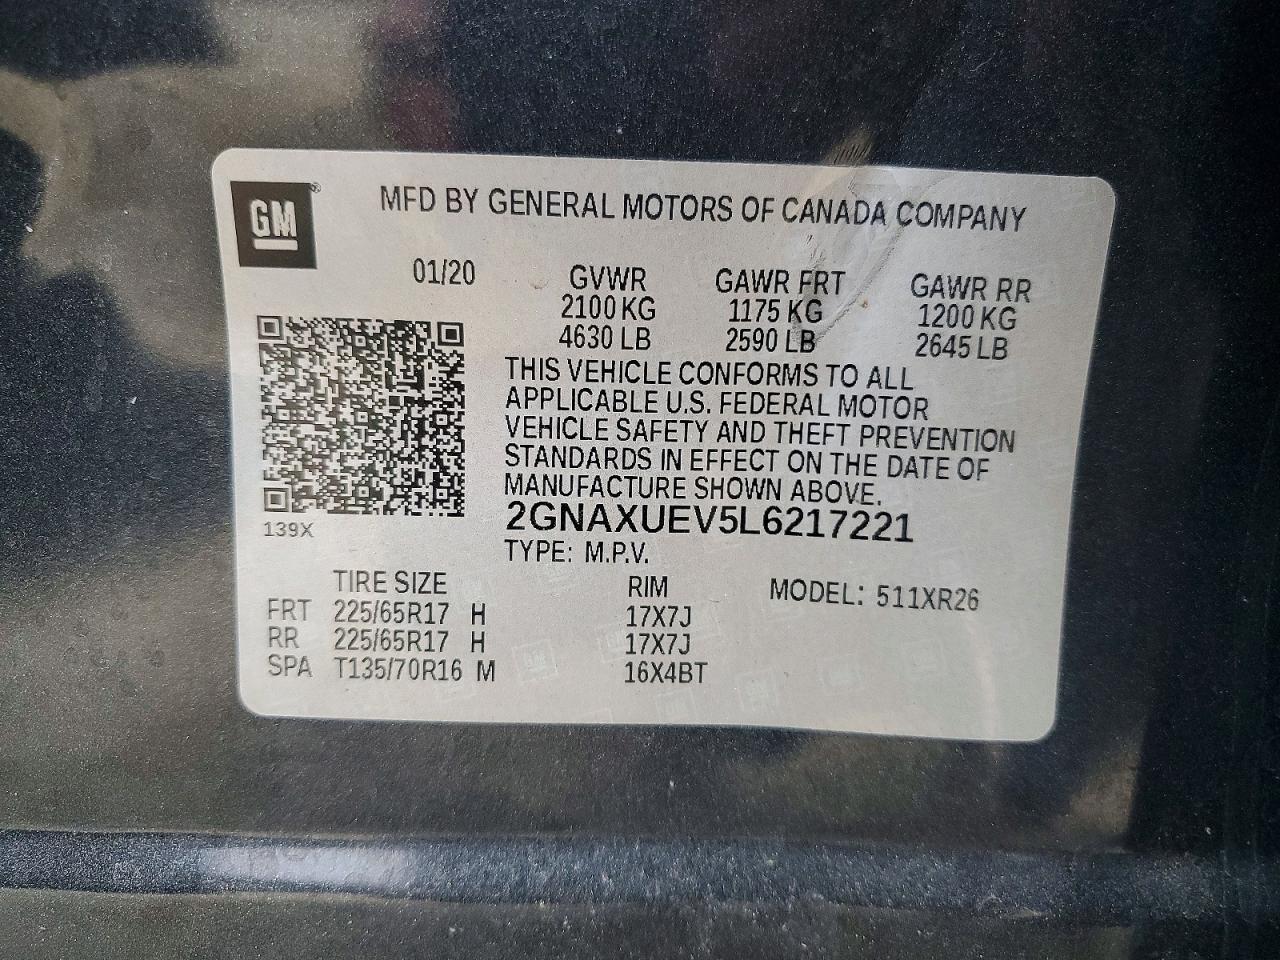 GM®
MFD BY GENERAL MOTORS OF CANADA COMPANY
01/20 GVWR GAWR FRT GAWR RR
2100 KG 1175 KG 1200 KG
4630 LB 2590 LB 2645 LB
THIS VEHICLE CONFORMS TO ALL
APPLICABLE U.S. FEDERAL MOTOR
VEHICLE SAFETY AND THEFT PREVENTION
STANDARDS IN EFFECT ON THE DATE OF
MANUFACTURE SHOWN ABOVE.
139X
2GNAXUEV5L6217221
TYPE: M.P.V.
TIRE SIZE RIM MODEL: 511XR26
FRT 225/65R17 H 17X7J
RR 225/65R17 H 17X7J
SPA T135/70R16 M 16X4BT